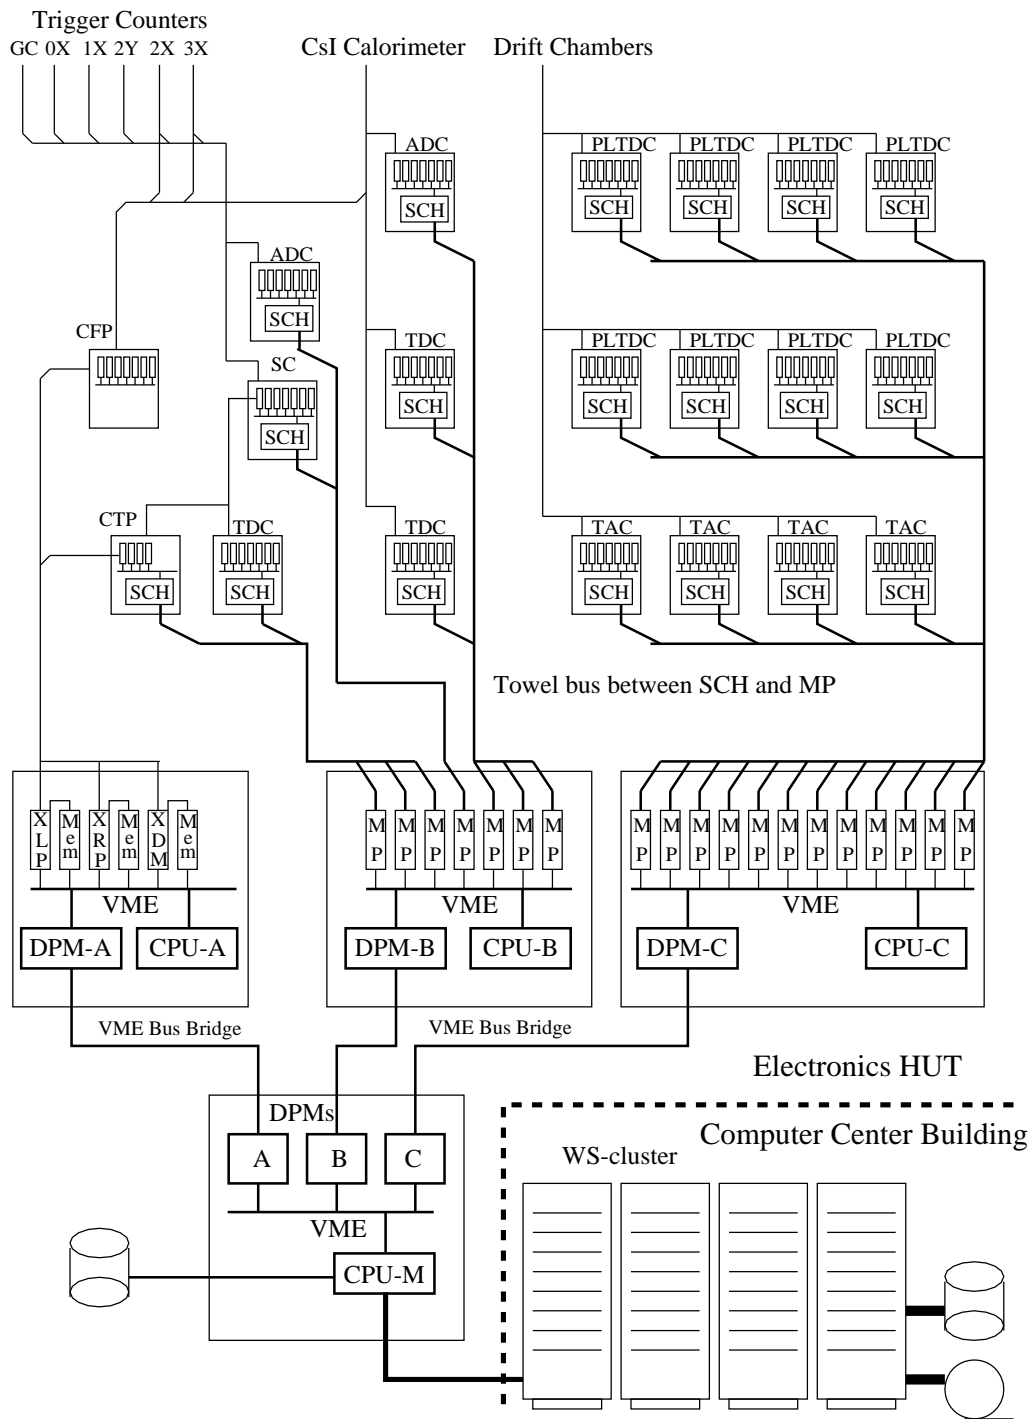 Trigger Counters
CsI Calorimeter
Drift Chambers
GC 0X 1X 2Y 2X 3X
ADC
PLTDC PLTDC PLTDC PLTDC
SCH
SCH SCH SCH SCH
ADC
SCH
CFP
TDC
PLTDC PLTDC PLTDC PLTDC
SC
SCH
SCH SCH SCH SCH
SCH
CTP
TDC
TDC
TAC TAC TAC TAC
SCH
SCH
SCH
SCH SCH SCH SCH
Towel bus between SCH and MP
XLP Mem XRP Mem XDM Mem
MP MP MP MP MP MP MP
MP MP MP MP MP MP MP MP MP MP MP MP
VME
VME
VME
DPM-A
CPU-A
DPM-B
CPU-B
DPM-C
CPU-C
VME Bus Bridge
VME Bus Bridge
Electronics HUT
DPMs
Computer Center Building
A
B
C
WS-cluster
VME
CPU-M